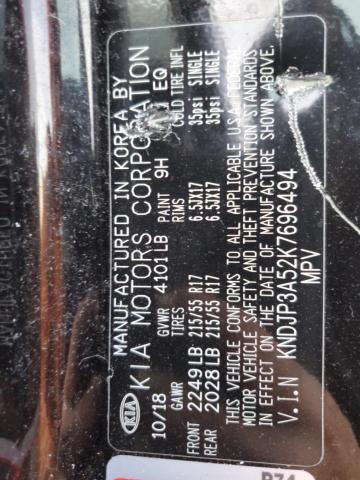 MANUFACTURED IN KOREA BY
KIA KIA MOTORS CORPORATION
10/18 GVWR 4101 LB PAINT 9H EQ
GAWR TIRES RIMS COLD TIRE INFL
FRONT 2249 LB 215/55 R17 6.5JX17 35psi SINGLE
REAR 2028 LB 215/55 R17 6.5JX17 35psi SINGLE
THIS VEHICLE CONFORMS TO ALL APPLICABLE U.S.A FEDERAL
MOTOR VEHICLE SAFETY AND THEFT PREVENTION STANDARDS
IN EFFECT ON THE DATE OF MANUFACTURE SHOWN ABOVE.
V.I.N KNDJP3A52K7696494
MPV